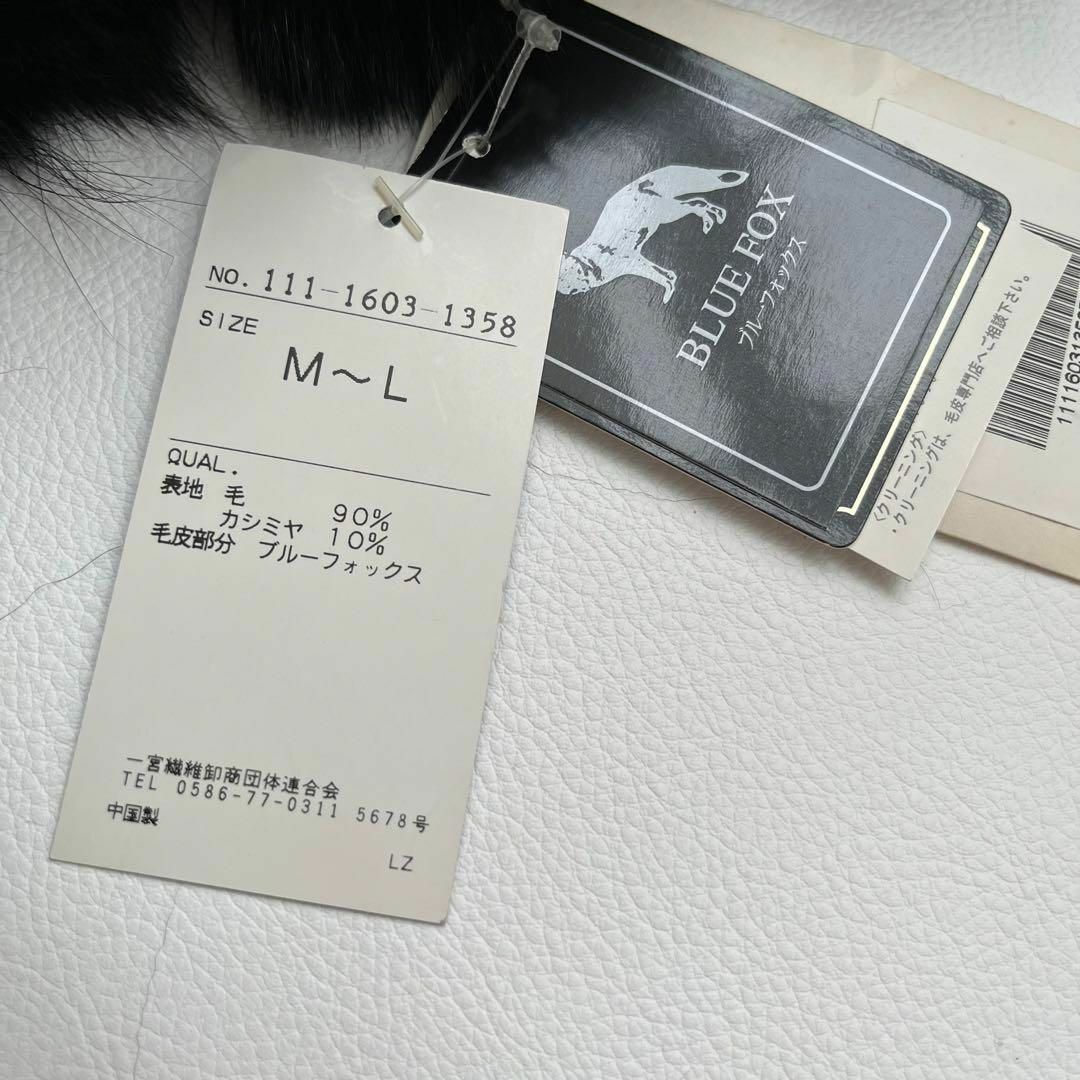 NO. 111-1603-1358
SIZE
M～L
QUAL.
表地 毛 90%
カシミヤ 10%
毛皮部分 ブルーフォックス
一宮繊維卸商団体連合会
TEL 0586-77-0311 5678号
中国製
LZ
BLUE FOX
ブルーフォックス
〈クリーニング〉
・クリーニングは、毛皮専門店へご相談下さい。